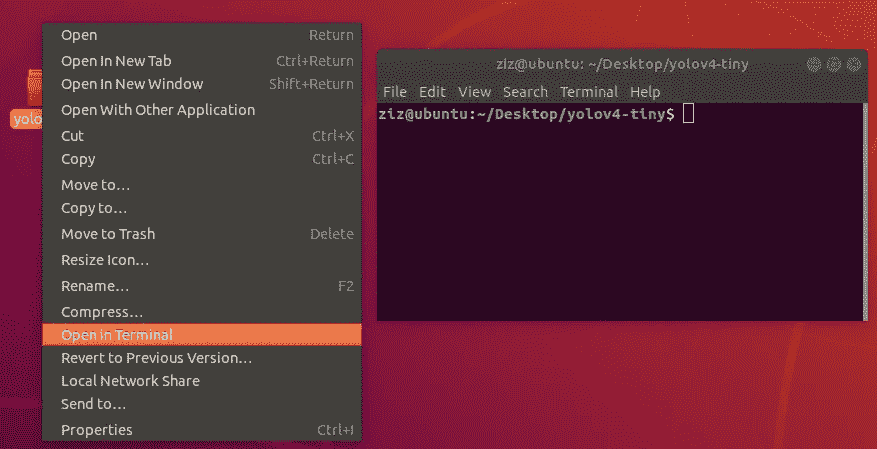 Open Return
Open In New Tab Ctrl+Return
Open In New Window Shift+Return
Open With Other Application
Cut Ctrl+X
Copy Ctrl+C
Move to…
Copy to…
Move to Trash Delete
Resize Icon…
Rename… F2
Compress…
Open in Terminal
Revert to Previous Version…
Local Network Share
Send to…
Properties Ctrl+I
yolo
ziz@ubuntu: ~/Desktop/yolov4-tiny
File Edit View Search Terminal Help
ziz@ubuntu:~/Desktop/yolov4-tiny$